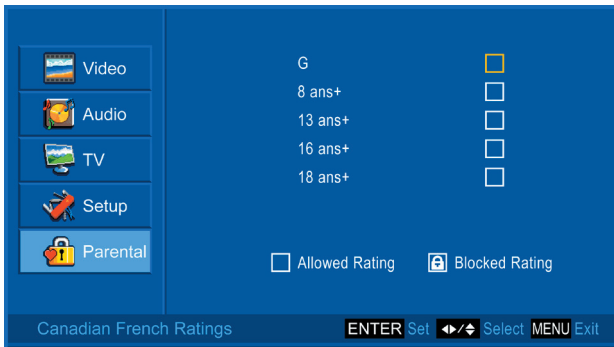 Video
Audio
TV
Setup
Parental
G
8 ans+
13 ans+
16 ans+
18 ans+
Allowed Rating Blocked Rating
Canadian French Ratings ENTER Set Select MENU Exit